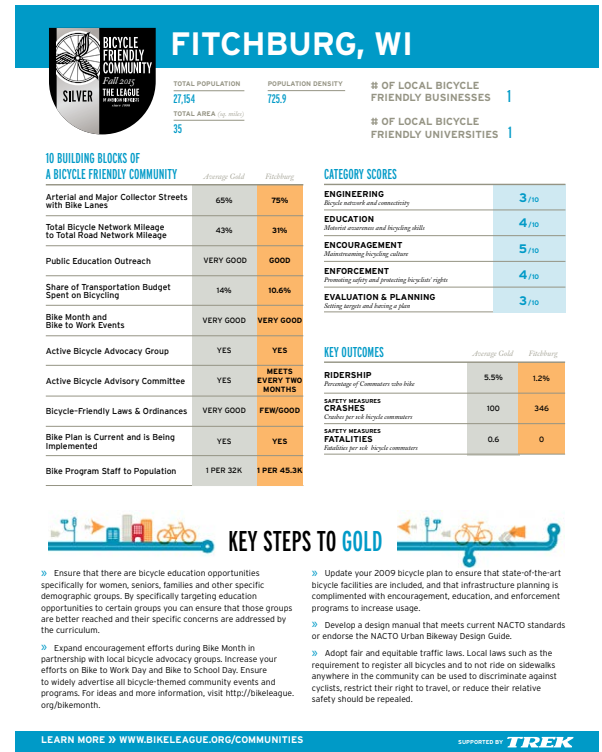 FITCHBURG, WI
BICYCLE
FRIENDLY
COMMUNITY
Fall 2015
SILVER
THE LEAGUE
OF AMERICAN BICYCLISTS
since 1880
TOTAL POPULATION
27,154
POPULATION DENSITY
725.9
TOTAL AREA (sq. miles)
35
# OF LOCAL BICYCLE
FRIENDLY BUSINESSES 1
# OF LOCAL BICYCLE
FRIENDLY UNIVERSITIES 1
10 BUILDING BLOCKS OF
A BICYCLE FRIENDLY COMMUNITY Average Gold Fitchburg
Arterial and Major Collector Streets
with Bike Lanes 65% 75%
Total Bicycle Network Mileage
to Total Road Network Mileage 43% 31%
Public Education Outreach VERY GOOD GOOD
Share of Transportation Budget
Spent on Bicycling 14% 10.6%
Bike Month and
Bike to Work Events VERY GOOD VERY GOOD
Active Bicycle Advocacy Group YES YES
Active Bicycle Advisory Committee YES MEETS
EVERY TWO
MONTHS
Bicycle–Friendly Laws & Ordinances VERY GOOD FEW/GOOD
Bike Plan is Current and is Being
Implemented YES YES
Bike Program Staff to Population 1 PER 32K 1 PER 45.3K
CATEGORY SCORES
ENGINEERING
Bicycle network and connectivity 3/10
EDUCATION
Motorist awareness and bicycling skills 4/10
ENCOURAGEMENT
Mainstreaming bicycling culture 5/10
ENFORCEMENT
Promoting safety and protecting bicyclists' rights 4/10
EVALUATION & PLANNING
Setting targets and having a plan 3/10
KEY OUTCOMES Average Gold Fitchburg
RIDERSHIP
Percentage of Commuters who bike 5.5% 1.2%
SAFETY MEASURES
CRASHES
Crashes per 10k bicycle commuters 100 346
SAFETY MEASURES
FATALITIES
Fatalities per 10k bicycle commuters 0.6 0
KEY STEPS TO GOLD
» Ensure that there are bicycle education opportunities
specifically for women, seniors, families and other specific
demographic groups. By specifically targeting education
opportunities to certain groups you can ensure that those groups
are better reached and their specific concerns are addressed by
the curriculum.
» Expand encouragement efforts during Bike Month in
partnership with local bicycle advocacy groups. Increase your
efforts on Bike to Work Day and Bike to School Day. Ensure
to widely advertise all bicycle-themed community events and
programs. For ideas and more information, visit http://bikeleague.
org/bikemonth.
» Update your 2009 bicycle plan to ensure that state-of-the-art
bicycle facilities are included, and that infrastructure planning is
complimented with encouragement, education, and enforcement
programs to increase usage.
» Develop a design manual that meets current NACTO standards
or endorse the NACTO Urban Bikeway Design Guide.
» Adopt fair and equitable traffic laws. Local laws such as the
requirement to register all bicycles and to not ride on sidewalks
anywhere in the community can be used to discriminate against
cyclists, restrict their right to travel, or reduce their relative
safety should be repealed.
LEARN MORE » WWW.BIKELEAGUE.ORG/COMMUNITIES
SUPPORTED BY TREK